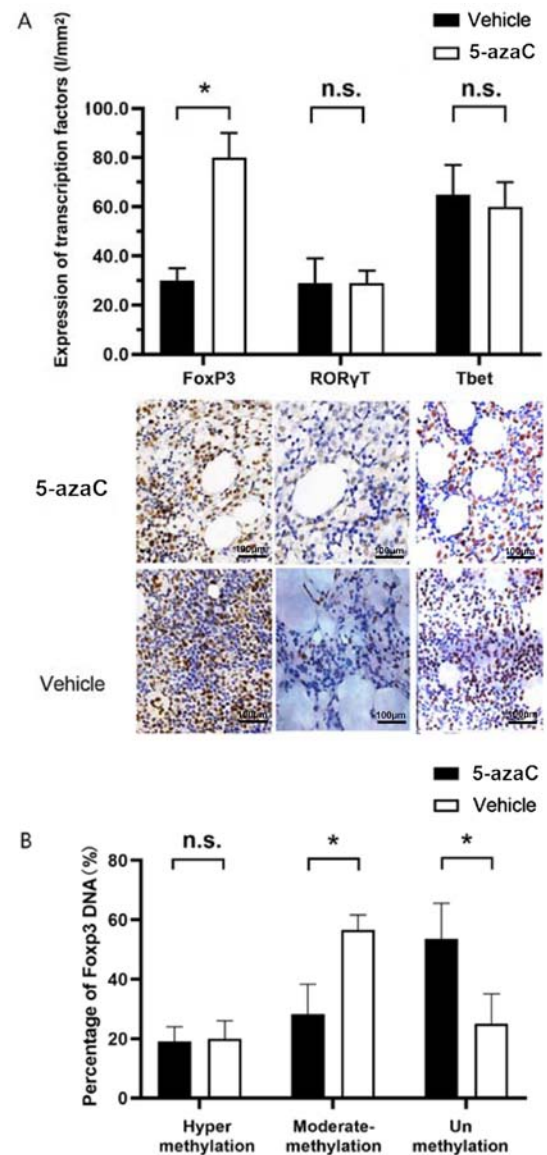 A
Vehicle
5-azaC
Expression of transcription factors (l/mm²)
* n.s. n.s.
100.0
80.0
60.0
40.0
20.0
0.0
FoxP3 RORγT Tbet
5-azaC
100μm 100μm 100μm
Vehicle
100μm 100μm 100μm
5-azaC
Vehicle
B
Percentage of Foxp3 DNA (%)
n.s. * *
80
60
40
20
0
Hyper Moderate- Un
methylation methylation methylation